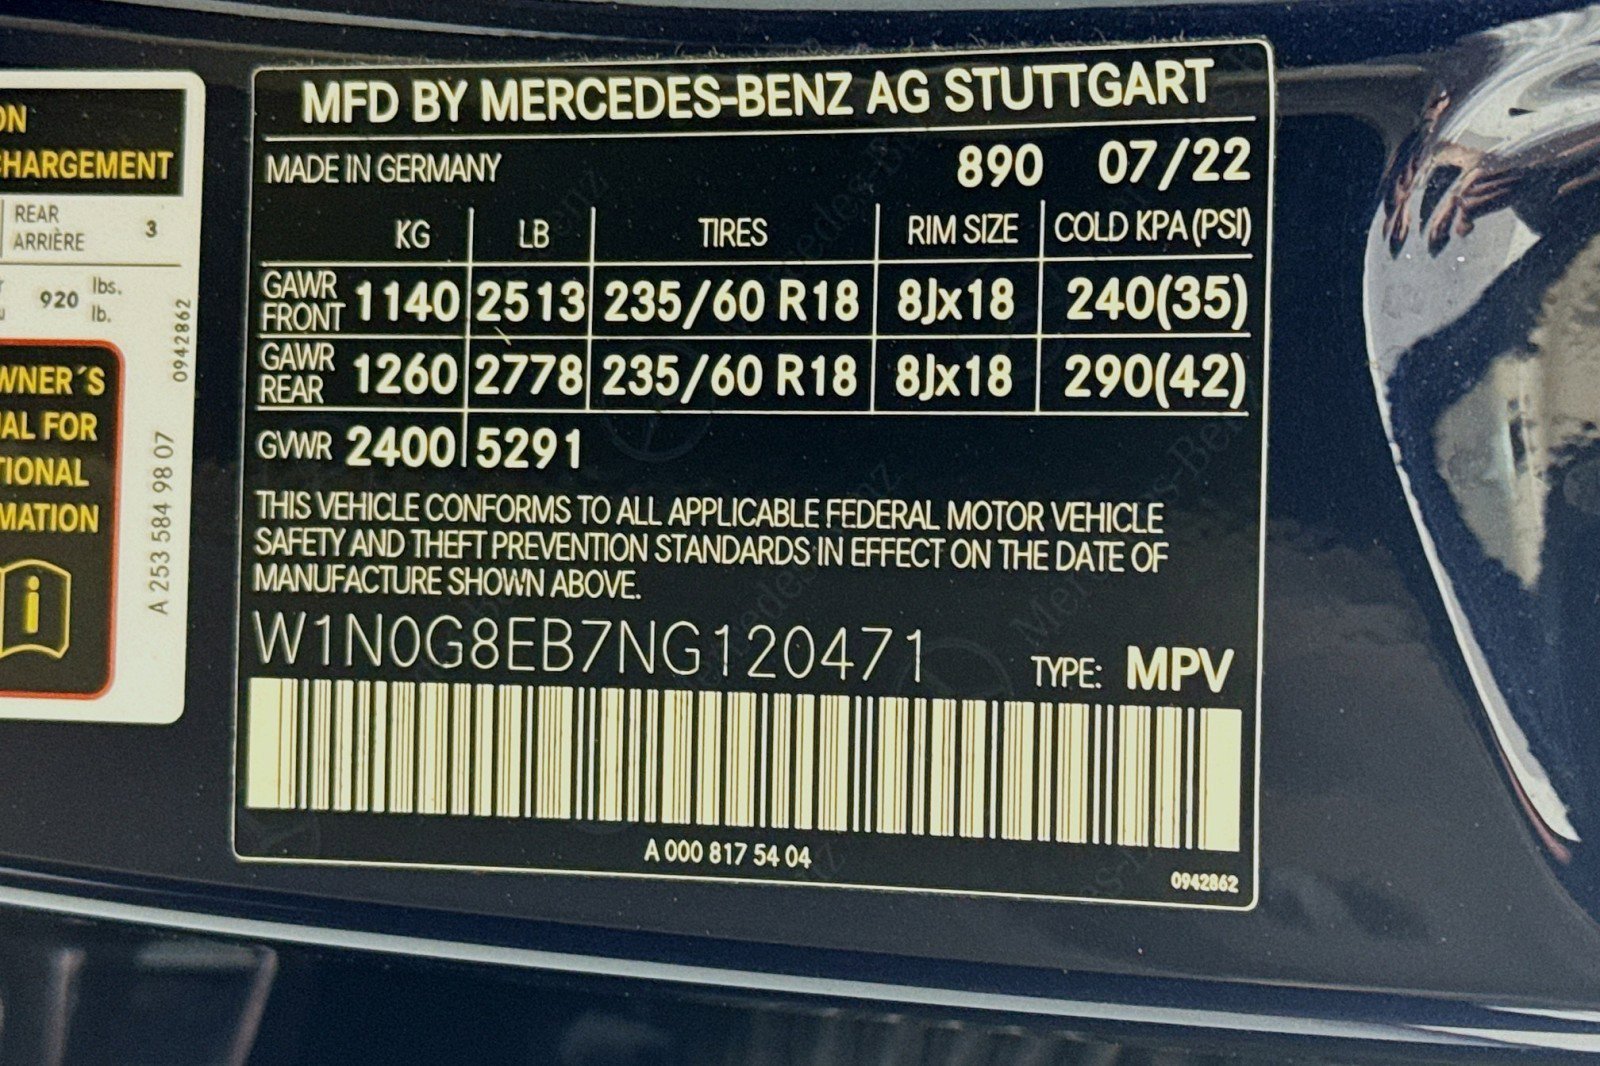 ON
CHARGEMENT
REAR
ARRIÈRE
3
920
lbs.
lb.
OWNER´S
FOR
0942862
A 253 584 98 07
MFD BY MERCEDES-BENZ AG STUTTGART
MADE IN GERMANY 890 07/22
KG LB TIRES RIM SIZE COLD KPA (PSI)
GAWR FRONT 1140 2513 235/60 R18 8Jx18 240(35)
GAWR REAR 1260 2778 235/60 R18 8Jx18 290(42)
GVWR 2400 5291
THIS VEHICLE CONFORMS TO ALL APPLICABLE FEDERAL MOTOR VEHICLE
SAFETY AND THEFT PREVENTION STANDARDS IN EFFECT ON THE DATE OF
MANUFACTURE SHOWN ABOVE.
W1N0G8EB7NG120471 TYPE: MPV
A 000 817 54 04
0942862